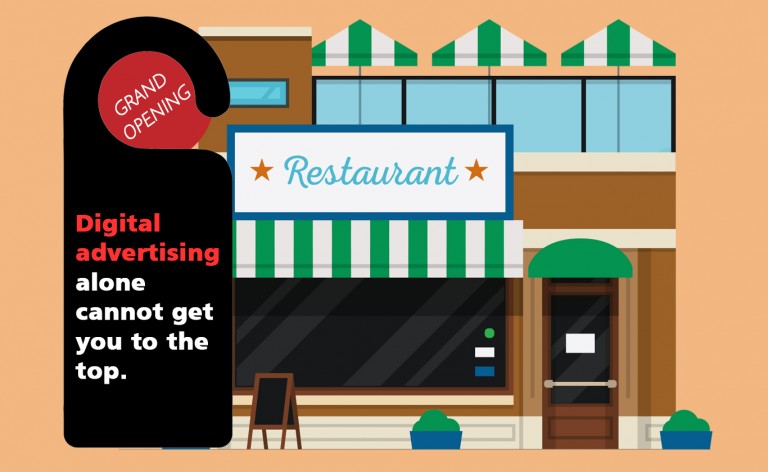 GRAND
OPENING
Restaurant
Digital
advertising
alone
cannot get
you to the
top.